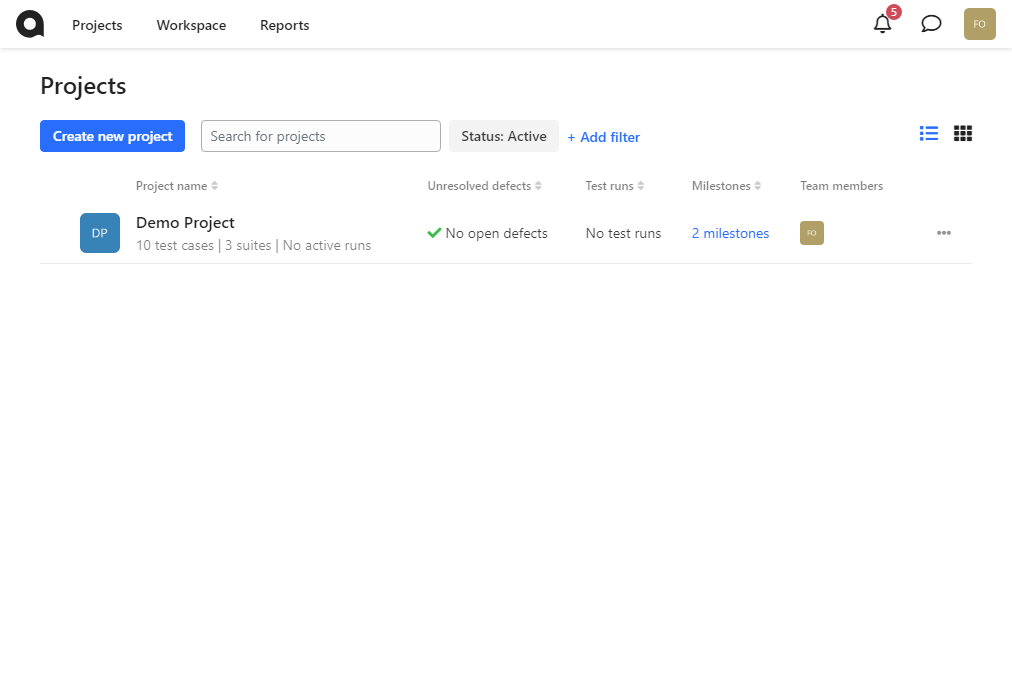 Projects Workspace Reports 5 FO
Projects
Create new project Search for projects Status: Active + Add filter
Project name Unresolved defects Test runs Milestones Team members
DP Demo Project No open defects No test runs 2 milestones FO
10 test cases | 3 suites | No active runs